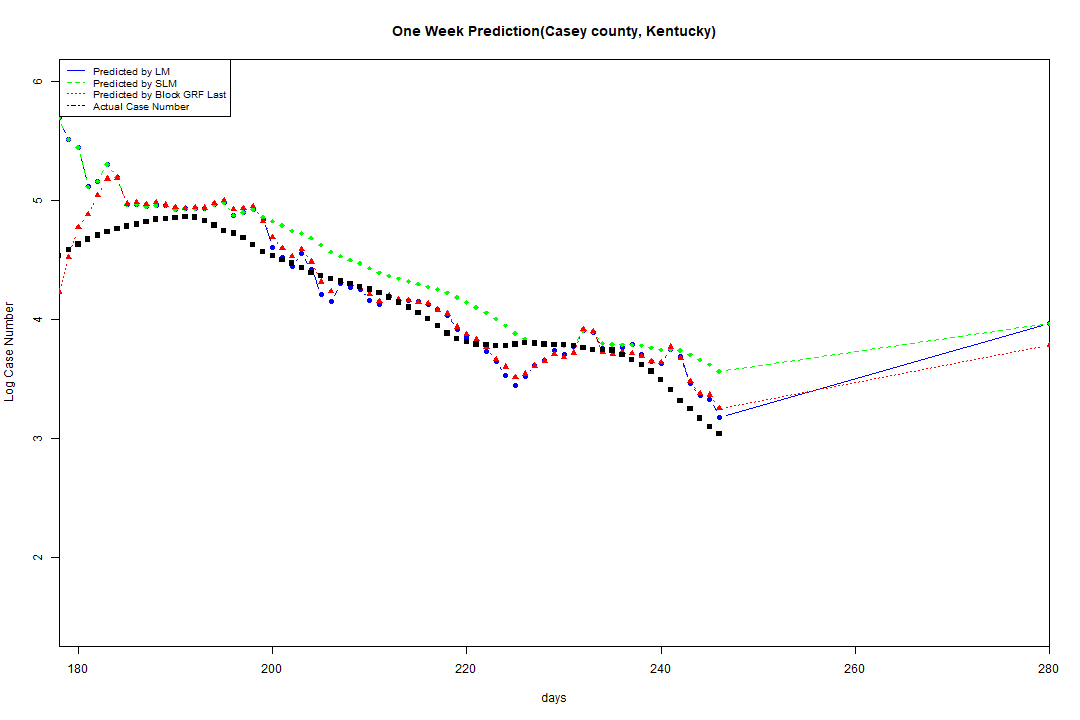 One Week Prediction(Casey county, Kentucky)
Predicted by LM
Predicted by SLM
Predicted by Block GRF Last
Actual Case Number
6
5
4
3
2
Log Case Number
180 200 220 240 260 280
days